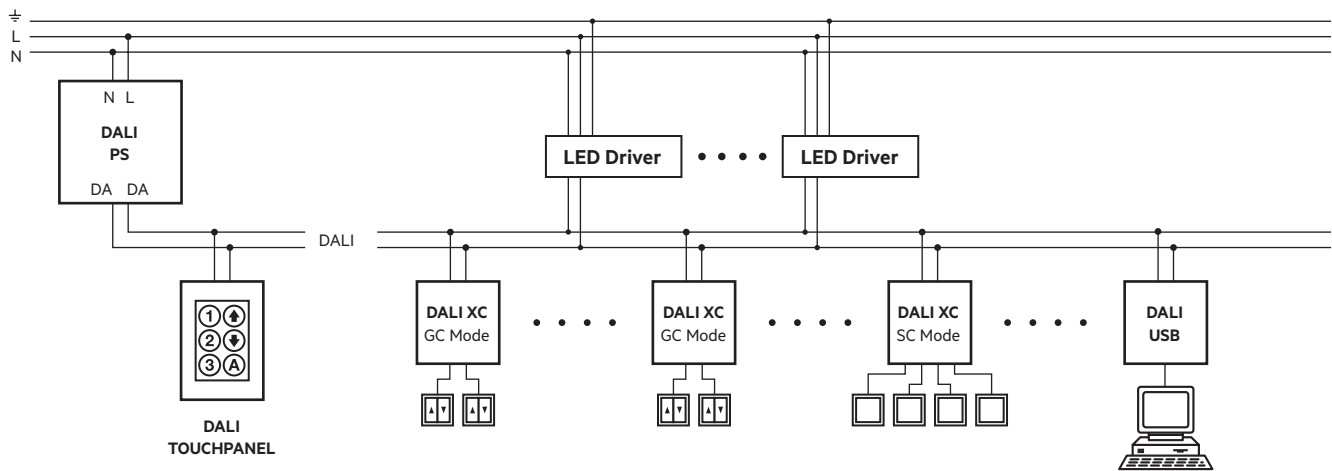 L
N
N L
DALI
PS
DA DA
LED Driver
LED Driver
DALI
1
2
3 A
DALI
TOUCHPANEL
DALI XC
GC Mode
DALI XC
GC Mode
DALI XC
SC Mode
DALI
USB